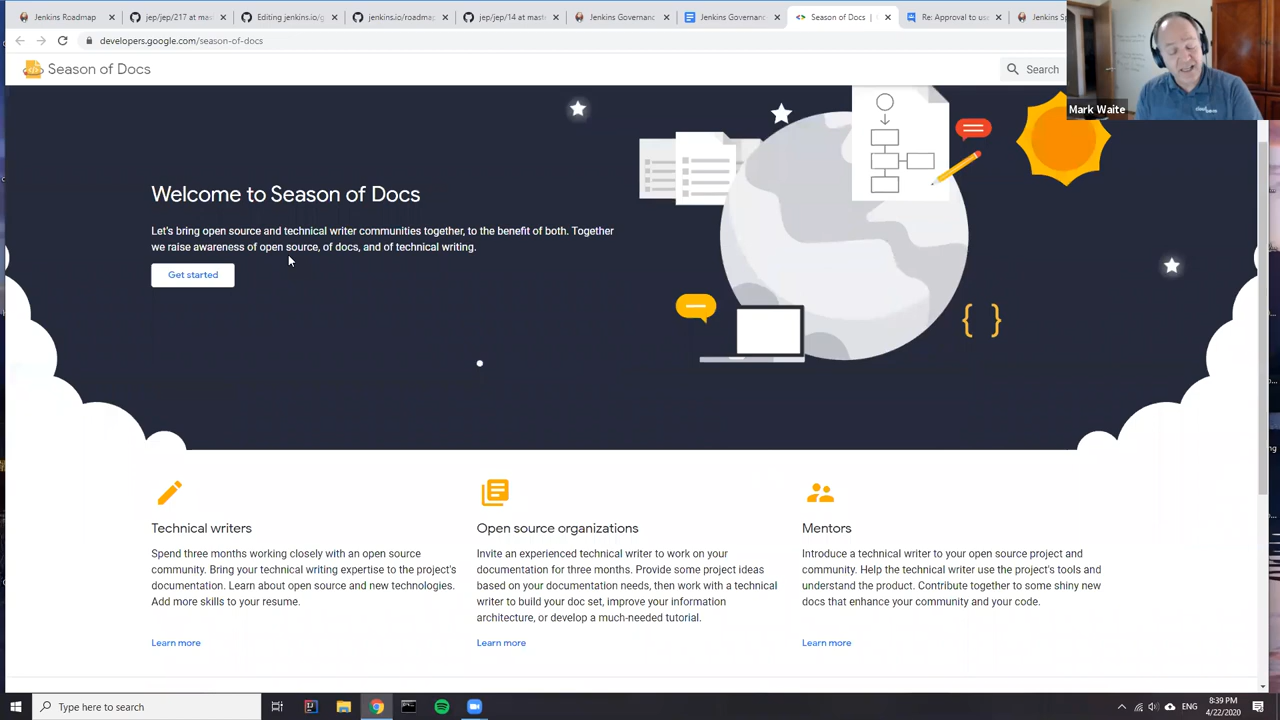 Jenkins Roadmap
jep/jep/217 at mas
Editing jenkins.io/g
jenkins.io/roadmap
jep/jep/14 at maste
Jenkins Governanc
Jenkins Governanc
Season of Docs |
Re: Approval to us
Jenkins Sp
developers.google.com/season-of-docs
Season of Docs
Search
Mark Waite
Welcome to Season of Docs
Let's bring open source and technical writer communities together, to the benefit of both. Together
we raise awareness of open source, of docs, and of technical writing.
Get started
{ }
Technical writers
Spend three months working closely with an open source
community. Bring your technical writing expertise to the project's
documentation. Learn about open source and new technologies.
Add more skills to your resume.
Learn more
Open source organizations
Invite an experienced technical writer to work on your
documentation for three months. Provide some project ideas
based on your documentation needs, then work with a technical
writer to build your doc set, improve your information
architecture, or develop a much-needed tutorial.
Learn more
Mentors
Introduce a technical writer to your open source project and
community. Help the technical writer use the project's tools and
understand the product. Contribute together to some shiny new
docs that enhance your community and your code.
Learn more
Type here to search
ENG
8:39 PM
4/22/2020